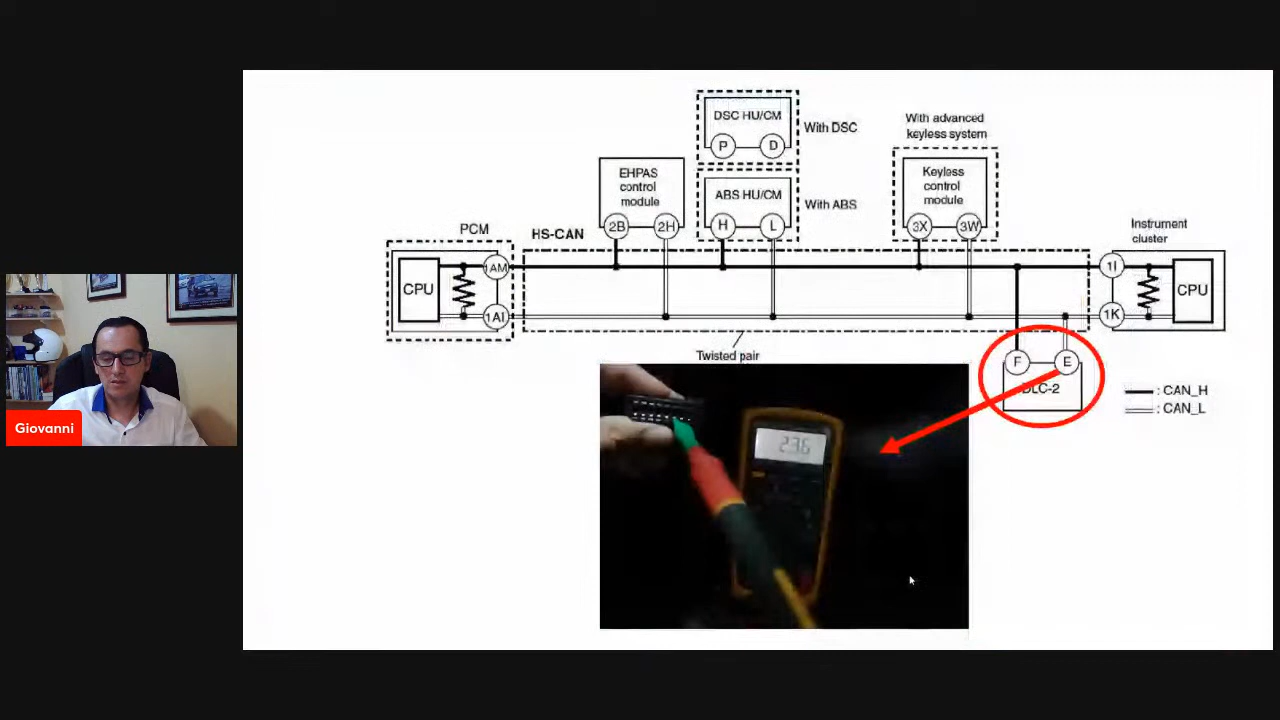 DSC HU/CM
P
D
With DSC
With advanced
keyless system
EHPAS
control
module
2B
2H
ABS HU/CM
H
L
With ABS
Keyless
control
module
3X
3W
PCM
HS-CAN
Instrument
cluster
CPU
1AM
1AI
1I
1K
CPU
Twisted pair
F
E
DLC-2
: CAN_H
: CAN_L
23.6
Giovanni